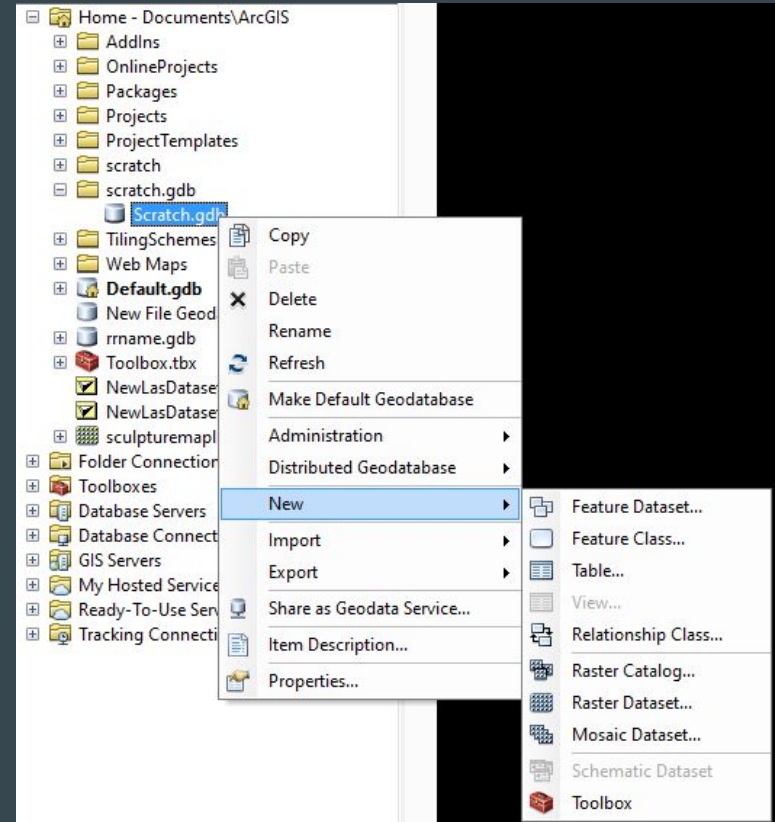 Home - Documents\ArcGIS
AddIns
OnlineProjects
Packages
Projects
ProjectTemplates
scratch
scratch.gdb
Scratch.gdb
TilingSchemes
Web Maps
Default.gdb
New File Geod
rrname.gdb
Toolbox.tbx
NewLasDatase
NewLasDatase
sculpturemapl
Folder Connection
Toolboxes
Database Servers
Database Connect
GIS Servers
My Hosted Service
Ready-To-Use Serv
Tracking Connecti
Copy
Paste
Delete
Rename
Refresh
Make Default Geodatabase
Administration
Distributed Geodatabase
New
Import
Export
Share as Geodata Service...
Item Description...
Properties...
Feature Dataset...
Feature Class...
Table...
View...
Relationship Class...
Raster Catalog...
Raster Dataset...
Mosaic Dataset...
Schematic Dataset
Toolbox